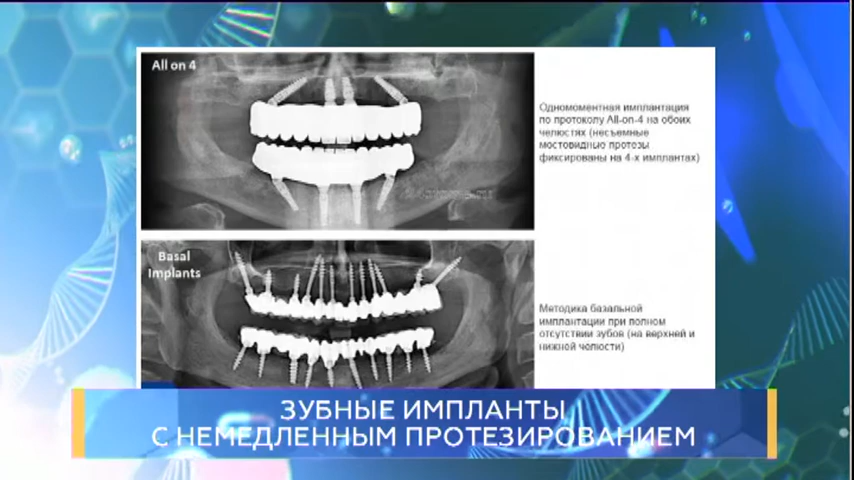 All on 4
Одномоментная имплантация
по протоколу All-on-4 на обоих
челюстях (несъемные
мостовидные протезы
фиксированы на 4-х имплантах)
Basal
Implants
Методика базальной
имплантации при полном
отсутствии зубов (на верхней и
нижней челюсти)
ЗУБНЫЕ ИМПЛАНТЫ
С НЕМЕДЛЕННЫМ ПРОТЕЗИРОВАНИЕМ